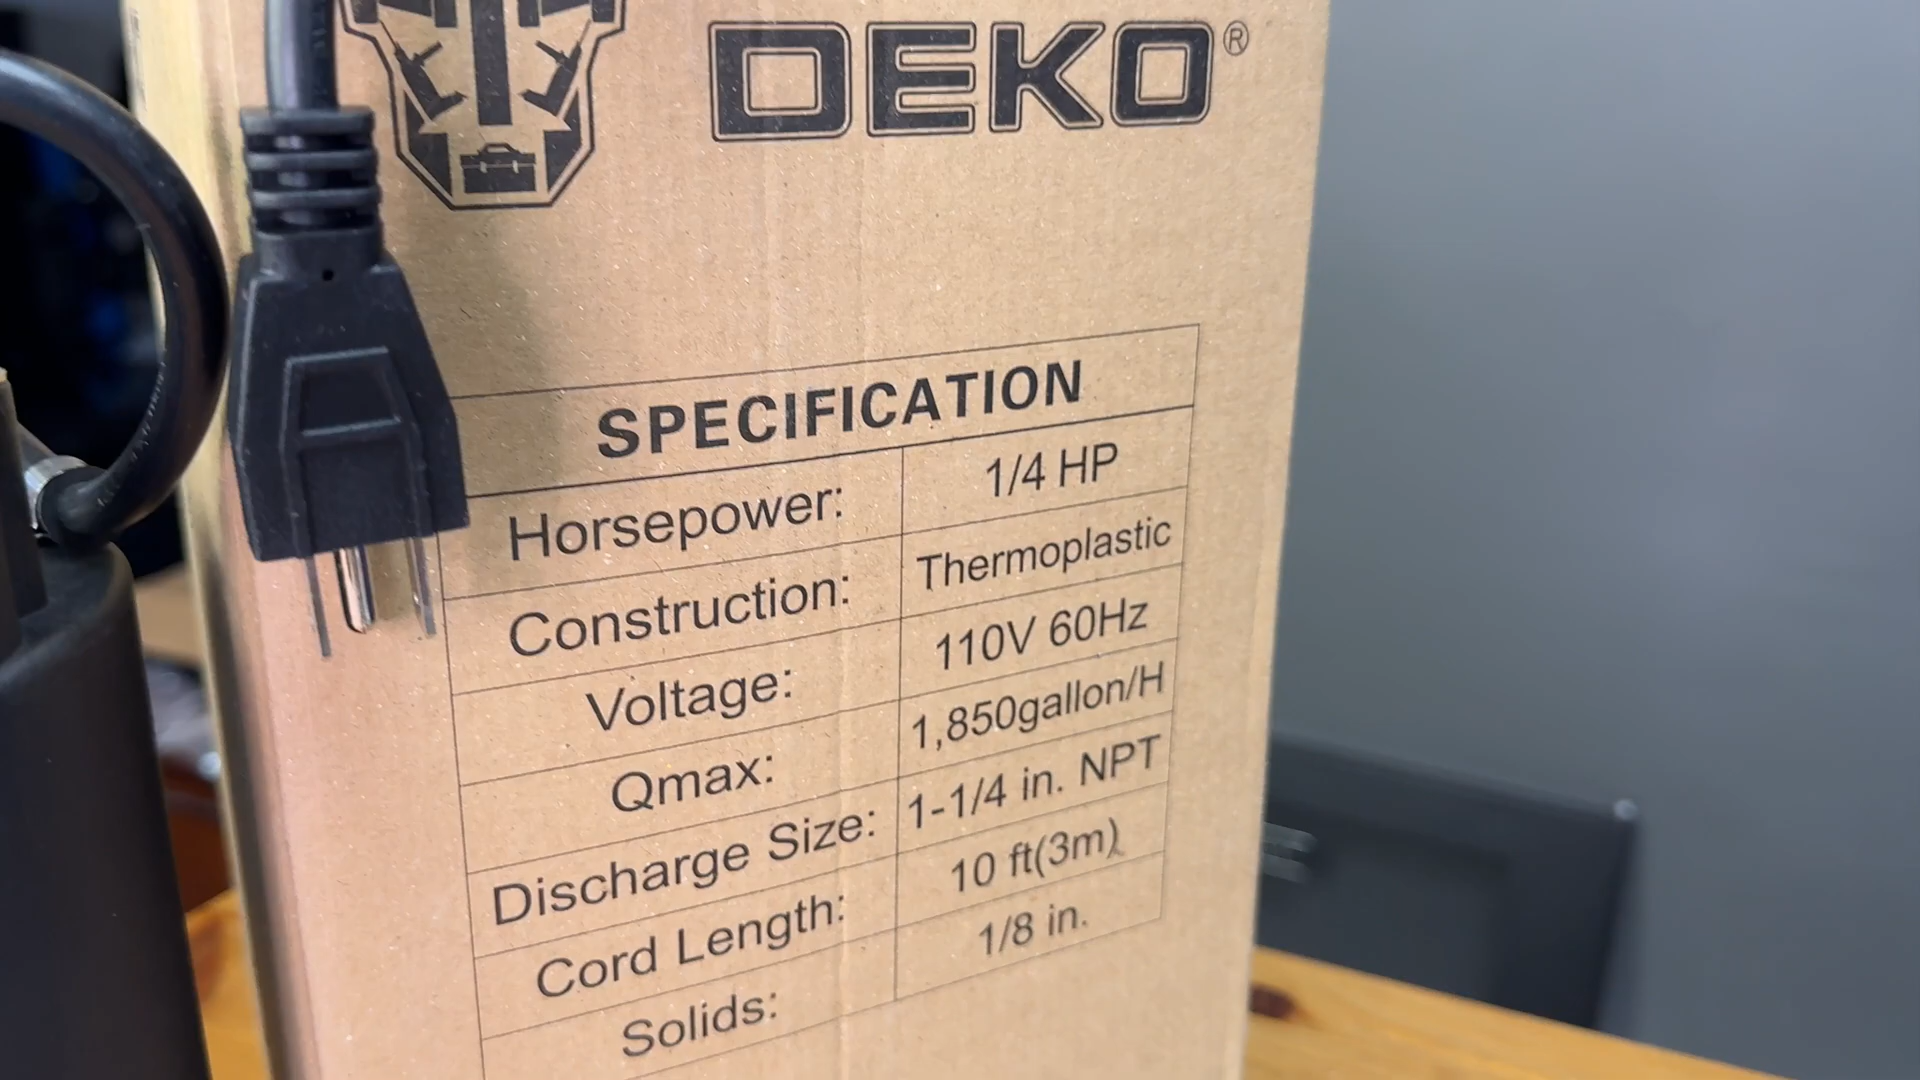 DEKO®
SPECIFICATION
Horsepower: 1/4 HP
Construction: Thermoplastic
Voltage: 110V 60Hz
Qmax: 1,850gallon/H
Discharge Size: 1-1/4 in. NPT
Cord Length: 10 ft(3m)
Solids: 1/8 in.